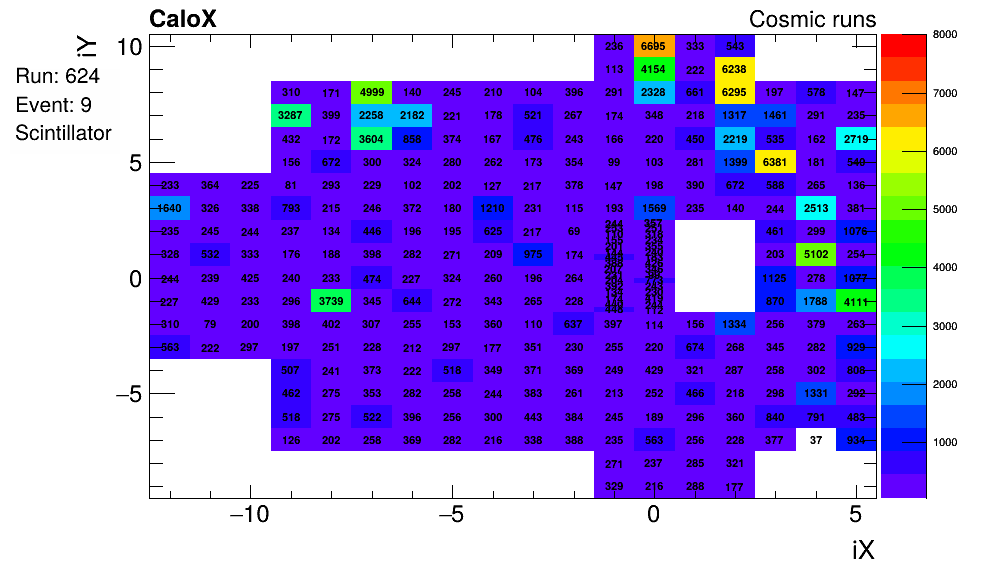 CaloX Cosmic runs
iY
Run: 624
Event: 9
Scintillator
10 236 6695 333 543 8000
113 4154 222 6238
310 171 4999 140 245 210 104 396 291 2328 661 6295 197 578 147 7000
3287 399 2258 2182 221 178 521 267 174 348 218 1317 1461 291 235
432 172 3604 858 374 167 476 243 166 220 450 2219 535 162 2719 6000
5 156 672 300 324 280 262 173 354 99 103 281 1399 6381 181 540
233 364 225 81 293 229 102 202 127 217 378 147 198 390 672 588 265 136 5000
1640 326 338 793 215 246 372 180 1210 231 115 193 1569 235 140 244 2513 381
235 245 244 237 134 446 196 195 625 217 69 461 299 1076
328 532 333 176 188 398 282 271 209 975 174 203 5102 254 4000
0 244 239 425 240 233 474 227 324 260 196 264 1125 278 1077
227 429 233 296 3739 345 644 272 343 265 228 448 112 870 1788 4111 3000
310 79 200 398 402 307 255 153 360 110 637 397 114 156 1334 256 379 263
563 222 297 197 251 228 212 297 177 351 230 255 220 674 268 345 282 929 2000
507 241 373 222 516 349 371 369 249 429 321 287 258 302 606
−5 462 275 353 282 258 244 383 261 213 252 466 218 298 1331 292
518 275 522 396 256 300 443 384 245 189 296 360 840 791 483 1000
126 202 258 369 282 216 338 388 235 563 256 228 377 37 934
271 237 285 321
329 216 288 177
−10 −5 0 5
iX